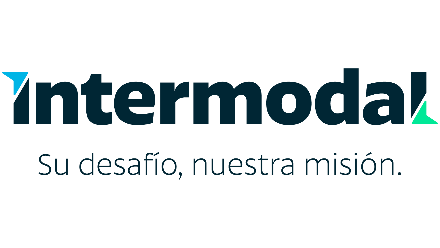 intermodal
Su desafío, nuestra misión.